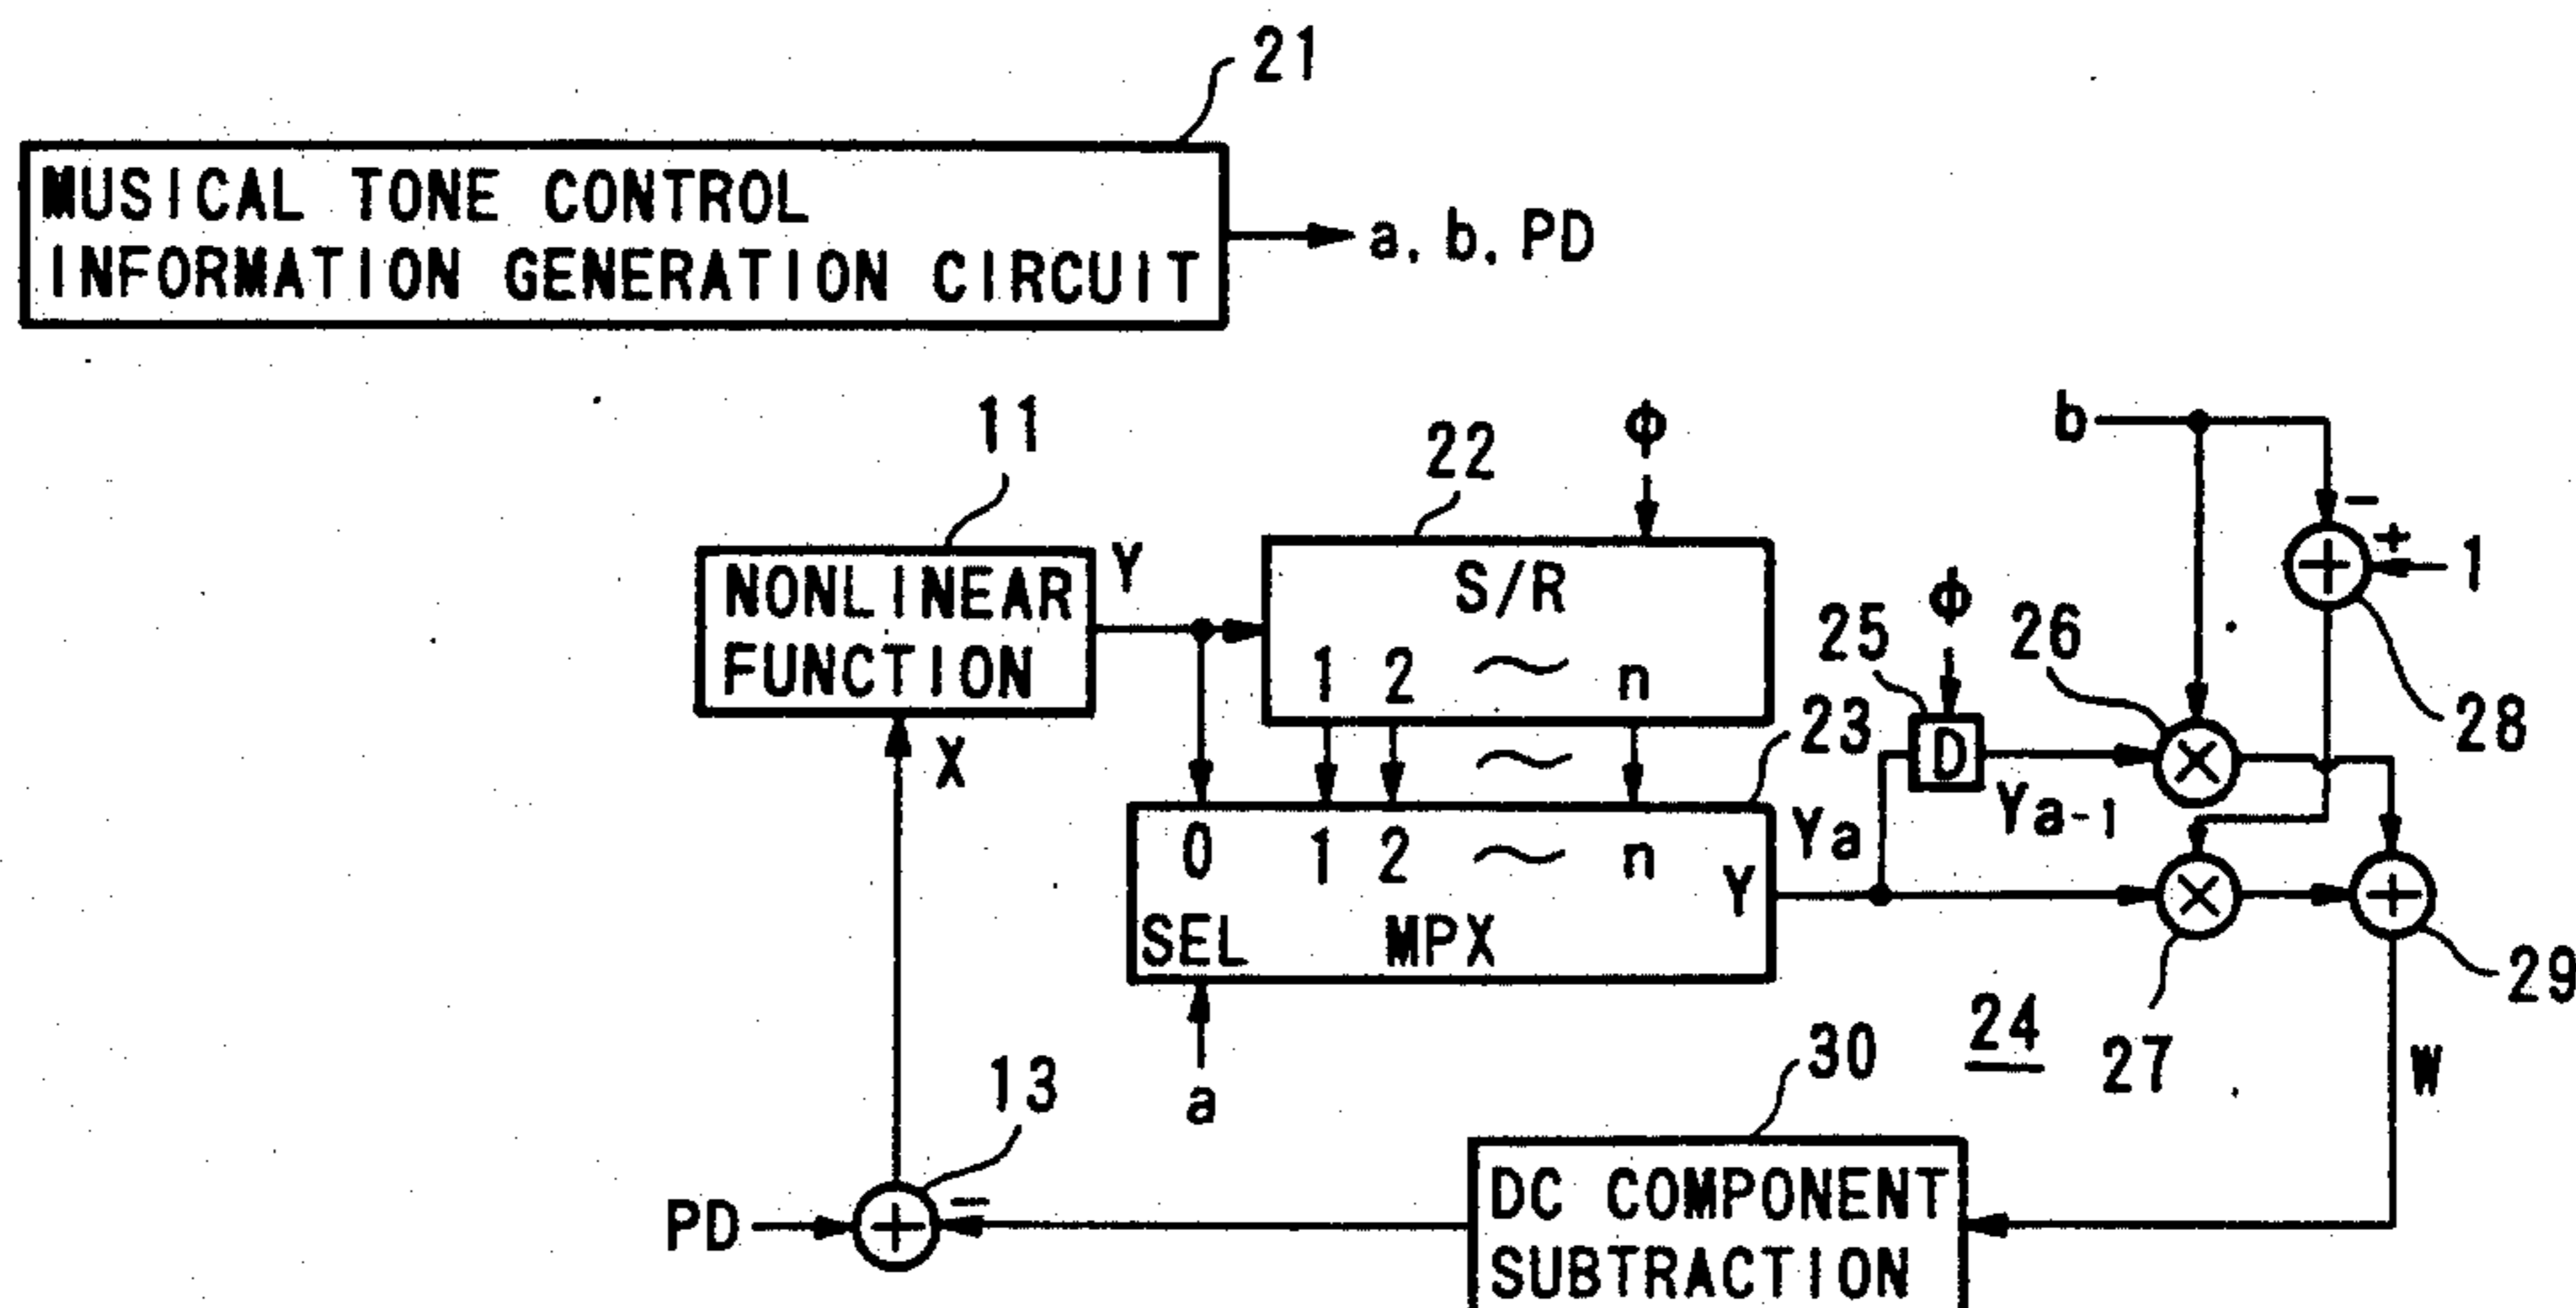 21
MUSICAL TONE CONTROL
INFORMATION GENERATION CIRCUIT
a, b, PD
11
22
ϕ
b
−
+
1
28
NONLINEAR
FUNCTION
Y
S/R
1 2 ~ n
X
25
ϕ
26
D
×
Ya-1
~
23
0 1 2 ~ n
SEL MPX Y
Ya
×
+
29
27
24
W
a
13
30
PD
+
−
DC COMPONENT
SUBTRACTION